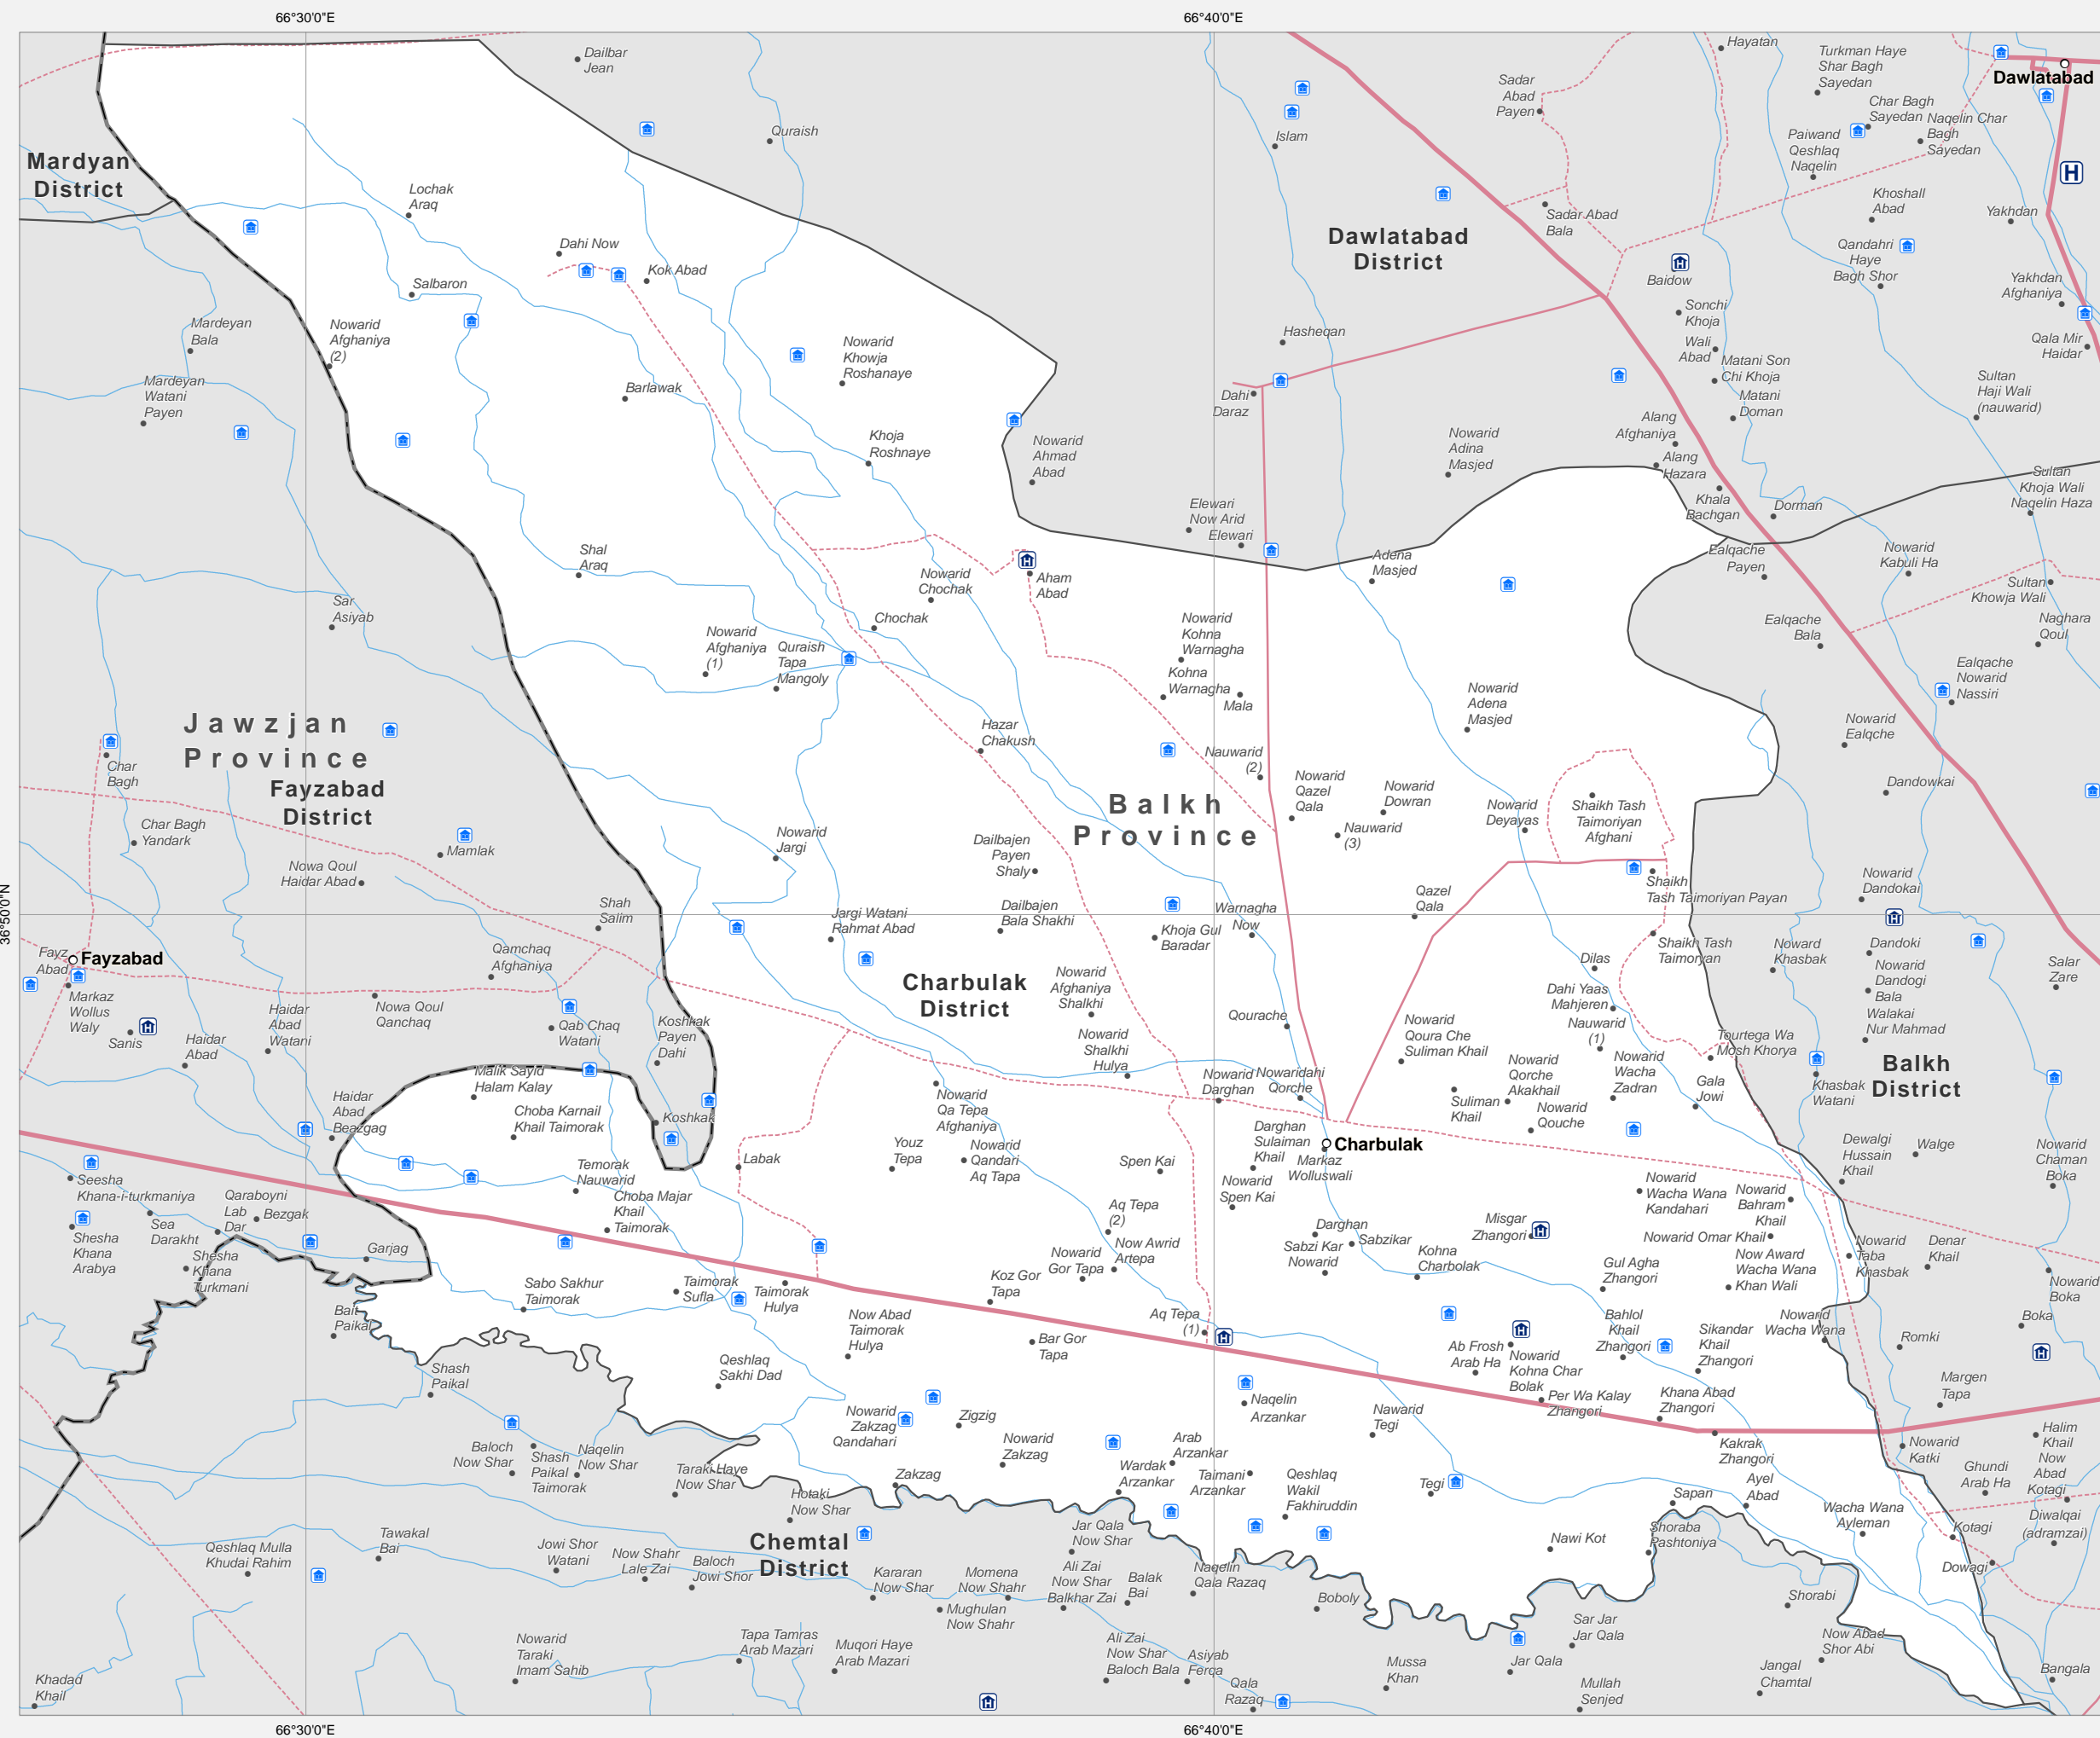 66°30'0"E
66°40'0"E
Dailbar
Jean
Quraish
Islam
Sadar
Abad
Payen
Hayatan
Turkman Haye
Shar Bagh
Sayedan
Dawlatabad
Char Bagh
Sayedan
Naqelin Char
Bagh
Sayedan
Paiwand
Qeshlaq
Naqelin
H
Mardyan
District
Lochak
Araq
Khoshall
Abad
Yakhdan
Sadar Abad
Bala
Dawlatabad
District
Dahi Now
Kok Abad
Qandahri
Haye
Bagh Shor
Baidow
Yakhdan
Afghaniya
Salbaron
Sonchi
Khoja
Mardeyan
Bala
Nowarid
Afghaniya
(2)
Nowarid
Khowja
Roshanaye
Hasheqan
Wali
Abad
Matani Son
Chi Khoja
Qala Mir
Haidar
Mardeyan
Watani
Payen
Barlawak
Dahi
Daraz
Matani
Doman
Sultan
Haji Wali
(nauwarid)
Alang
Afghaniya
Khoja
Roshnaye
Nowarid
Ahmad
Abad
Nowarid
Adina
Masjed
Alang
Hazara
Sultan
Khoja Wali
Naqelin Haza
Khala
Bachgan
Dorman
Elewari
Now Arid
Elewari
Shal
Araq
Adena
Masjed
Ealqache
Payen
Nowarid
Kabuli Ha
Nowarid
Chochak
Aham
Abad
Sultan
Khowja Wali
Sar
Asiyab
Chochak
Nowarid
Kohna
Warnagha
Ealqache
Bala
Naghara
Qoul
Nowarid
Afghaniya
(1)
Quraish
Tapa
Mangoly
Kohna
Warnagha
Mala
Ealqache
Nowarid
Nassiri
Nowarid
Adena
Masjed
Jawzjan
Province
Hazar
Chakush
Nowarid
Ealqche
Char
Bagh
Nauwarid
(2)
Fayzabad
District
Nowarid
Qazel
Qala
Nowarid
Dowran
Dandowkai
Balkh
Province
Nowarid
Deyayas
Shaikh Tash
Taimoriyan
Afghani
Char Bagh
Yandark
Nowarid
Jargi
Nauwarid
(3)
Mamlak
Dailbajen
Payen
Shaly
Nowa Qoul
Haidar Abad
Shaikh
Tash Taimoriyan Payan
Nowarid
Dandokai
36°50'0"N
Shah
Salim
Jargi Watani
Rahmat Abad
Dailbajen
Bala Shakhi
Warnagha
Now
Qazel
Qala
Khoja Gul
Baradar
Fayz
Abad
Fayzabad
Qamchaq
Afghaniya
Shaikh Tash
Taimoryan
Noward
Khasbak
Dandoki
Dilas
Salar
Zare
Nowarid
Dandogi
Bala
Charbulak
District
Nowarid
Afghaniya
Shalkhi
Dahi Yaas
Mahjeren
Markaz
Wollus
Waly
Nowa Qoul
Qanchaq
Walakai
Nur Mahmad
Sanis
Haidar
Abad
Watani
Qab Chaq
Watani
Koshkak
Payen
Dahi
Qourache
Nowarid
Qoura Che
Suliman Khail
Nauwarid
(1)
Tourtega Wa
Mosh Khorya
Haidar
Abad
Nowarid
Shalkhi
Hulya
Nowarid
Qorche
Akakhail
Nowarid
Wacha
Zadran
Balkh
District
Malik Sayid
Halam Kalay
Nowarid
Darghan
Nowaridahi
Qorche
Gala
Jowi
Khasbak
Watani
Haidar
Abad
Beazgag
Choba Karnail
Khail Taimorak
Koshkak
Nowarid
Qa Tepa
Afghaniya
Suliman
Khail
Nowarid
Qouche
Youz
Tepa
Nowarid
Qandari
Aq Tapa
Darghan
Sulaiman
Khail
Charbulak
Markaz
Wolluswali
Dewalgi
Hussain
Khail
Walge
Nowarid
Chaman
Boka
Labak
Spen Kai
Seesha
Khana-i-turkmaniya
Temorak
Nauwarid
Nowarid
Spen Kai
Nowarid
Wacha Wana
Kandahari
Nowarid
Bahram
Khail
Qaraboyni
Lab
Dar
Bezgak
Choba Majar
Khail
Taimorak
Aq Tapa
(2)
Sea
Darakht
Shesha
Khana
Arabya
Misgar
Zhangori
Darghan
Sabzikar
Nowarid Omar Khail
Garjag
Now Awrid
Artepa
Sabzi Kar
Nowarid
Kohna
Charbolak
Nowarid
Taba
Khasbak
Denar
Khail
Shesha
Khana
Turkmani
Nowarid
Gor Tapa
Gul Agha
Zhangori
Now Award
Wacha Wana
Khan Wali
Koz Gor
Tapa
Sabo Sakhur
Taimorak
Taimorak
Sufla
Taimorak
Hulya
Nowarid
Boka
Bait
Paikal
Now Abad
Taimorak
Hulya
Aq Tepa
(1)
Bahlol
Khail
Zhangori
Nowarid
Wacha Wana
Boka
Bar Gor
Tapa
Sikandar
Khail
Zhangori
Romki
Ab Frosh
Arab Ha
Nowarid
Kohna Char
Bolak
Qeshlaq
Sakhi Dad
Shash
Paikal
Margen
Tapa
Per Wa Kalay
Zhangori
Khana Abad
Zhangori
Naqelin
Arzankar
Nawarid
Tegi
Nowarid
Zakzag
Qandahari
Zigzig
Halim
Khail
Now
Abad
Kotagi
Nowarid
Zakzag
Arab
Arzankar
Kakrak
Zhangori
Nowarid
Katki
Baloch
Now Shar
Shash
Paikal
Taimorak
Naqelin
Now Shar
Taraki Haye
Now Shar
Zakzag
Wardak
Arzankar
Taimani
Arzankar
Qeshlaq
Wakil
Fakhiruddin
Tegi
Ghundi
Arab Ha
Ayel
Abad
Sapan
Hotaki
Now Shar
Wacha Wana
Ayleman
Diwalqai
(adramzai)
Kotagi
Chemtal
District
Jar Qala
Now Shar
Nawi Kot
Shoraba
Pashtoniya
Tawakal
Bai
Qeshlaq Mulla
Khudai Rahim
Jowi Shor
Watani
Now Shahr
Lale Zai
Baloch
Jowi Shor
Dowagi
Kararan
Now Shar
Momena
Now Shahr
Ali Zai
Now Shar
Balkhar Zai
Balak
Bai
Naqelin
Qala Razaq
Boboly
Shorabi
Mughulan
Now Shahr
Sar Jar
Jar Qala
Nowarid
Taraki
Imam Sahib
Tapa Tamras
Arab Mazari
Muqori Haye
Arab Mazari
Ali Zai
Now Shar
Baloch Bala
Asiyab
Ferqa
Now Abad
Shor Abi
Jar Qala
Mussa
Khan
Jangal
Chamtal
Bangala
Khadad
Khail
Qala
Razaq
Mullah
Senjed
66°30'0"E
66°40'0"E